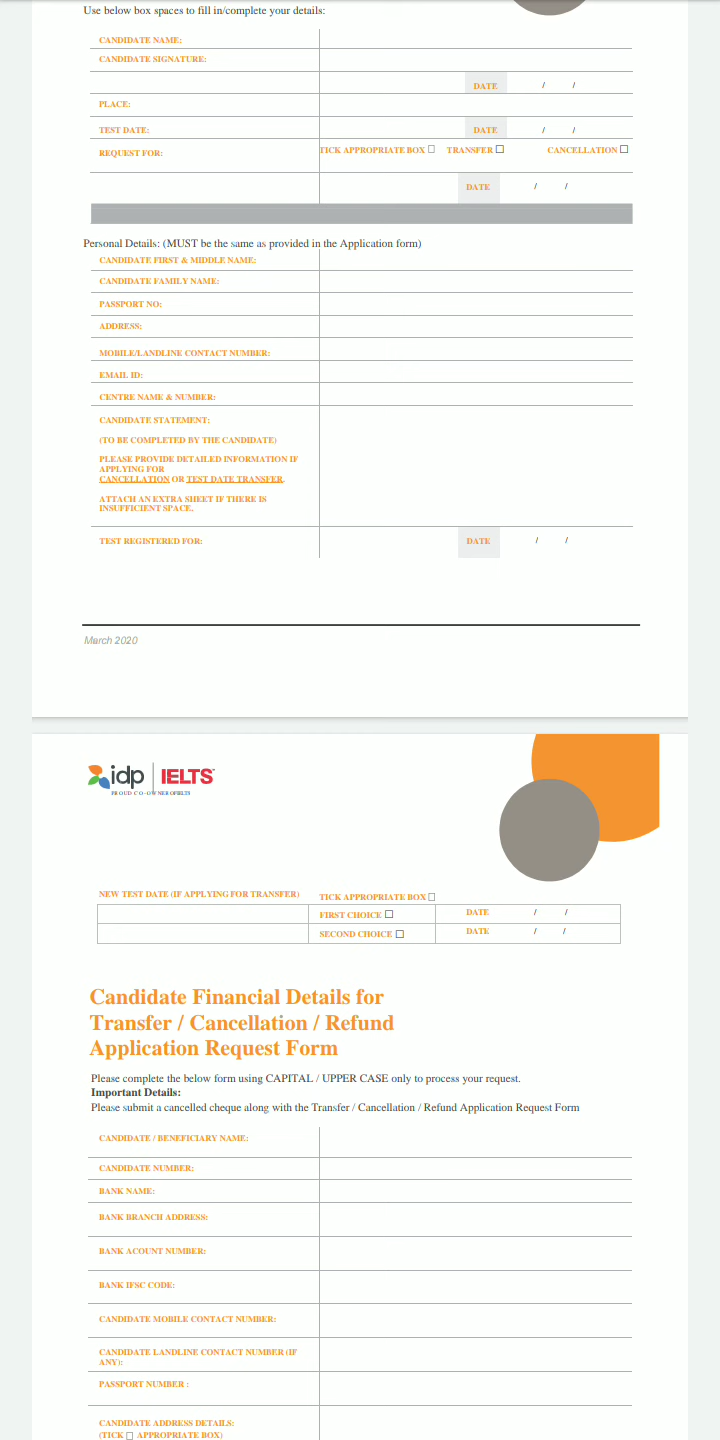 Use below box spaces to fill in/complete your details:
CANDIDATE NAME:
CANDIDATE SIGNATURE:
DATE / /
PLACE:
TEST DATE: DATE / /
REQUEST FOR: TICK APPROPRIATE BOX ☐ TRANSFER ☐ CANCELLATION ☐
DATE / /
Personal Details: (MUST be the same as provided in the Application form)
CANDIDATE FIRST & MIDDLE NAME:
CANDIDATE FAMILY NAME:
PASSPORT NO:
ADDRESS:
MOBILE/LANDLINE CONTACT NUMBER:
EMAIL ID:
CENTRE NAME & NUMBER:
CANDIDATE STATEMENT:
(TO BE COMPLETED BY THE CANDIDATE)
PLEASE PROVIDE DETAILED INFORMATION IF
APPLYING FOR
CANCELLATION OR TEST DATE TRANSFER.
ATTACH AN EXTRA SHEET IF THERE IS
INSUFFICIENT SPACE.
TEST REGISTERED FOR: DATE / /
March 2020
idp IELTS™
PROUD CO-OWNER OF IELTS
NEW TEST DATE (IF APPLYING FOR TRANSFER) TICK APPROPRIATE BOX ☐
FIRST CHOICE ☐ DATE / /
SECOND CHOICE ☐ DATE / /
Candidate Financial Details for
Transfer / Cancellation / Refund
Application Request Form
Please complete the below form using CAPITAL / UPPER CASE only to process your request.
Important Details:
Please submit a cancelled cheque along with the Transfer / Cancellation / Refund Application Request Form
CANDIDATE / BENEFICIARY NAME:
CANDIDATE NUMBER:
BANK NAME:
BANK BRANCH ADDRESS:
BANK ACOUNT NUMBER:
BANK IFSC CODE:
CANDIDATE MOBILE CONTACT NUMBER:
CANDIDATE LANDLINE CONTACT NUMBER (IF
ANY):
PASSPORT NUMBER :
CANDIDATE ADDRESS DETAILS:
(TICK ☐ APPROPRIATE BOX)